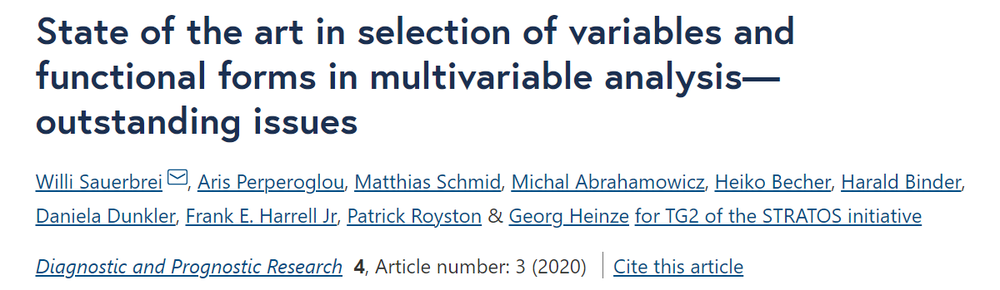 State of the art in selection of variables and
functional forms in multivariable analysis—
outstanding issues
Willi Sauerbrei, Aris Perperoglou, Matthias Schmid, Michal Abrahamowicz, Heiko Becher, Harald Binder,
Daniela Dunkler, Frank E. Harrell Jr, Patrick Royston & Georg Heinze for TG2 of the STRATOS initiative
Diagnostic and Prognostic Research 4, Article number: 3 (2020) Cite this article